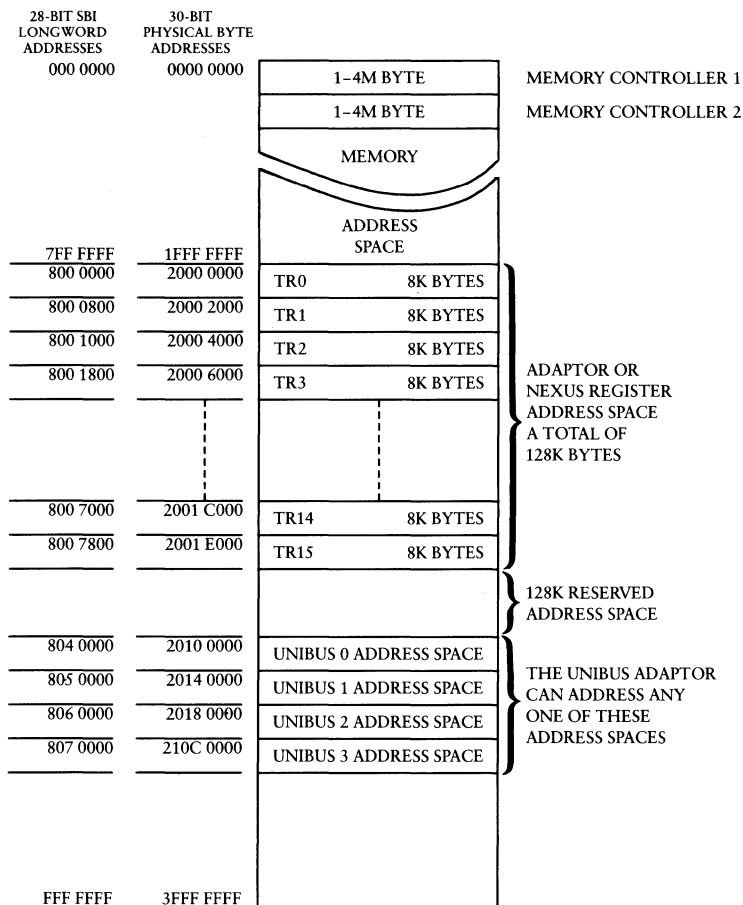 28-BIT SBI LONGWORD ADDRESSES
30-BIT PHYSICAL BYTE ADDRESSES
000 0000 0000 0000 1–4M BYTE MEMORY CONTROLLER 1
1–4M BYTE MEMORY CONTROLLER 2
MEMORY
ADDRESS
SPACE
7FF FFFF 1FFF FFFF
800 0000 2000 0000 TR0 8K BYTES
800 0800 2000 2000 TR1 8K BYTES
800 1000 2000 4000 TR2 8K BYTES
800 1800 2000 6000 TR3 8K BYTES
ADAPTOR OR
NEXUS REGISTER
ADDRESS SPACE
A TOTAL OF
128K BYTES
800 7000 2001 C000 TR14 8K BYTES
800 7800 2001 E000 TR15 8K BYTES
128K RESERVED
ADDRESS SPACE
804 0000 2010 0000 UNIBUS 0 ADDRESS SPACE
805 0000 2014 0000 UNIBUS 1 ADDRESS SPACE
806 0000 2018 0000 UNIBUS 2 ADDRESS SPACE
807 0000 210C 0000 UNIBUS 3 ADDRESS SPACE
THE UNIBUS ADAPTOR
CAN ADDRESS ANY
ONE OF THESE
ADDRESS SPACES
FFF FFFF 3FFF FFFF